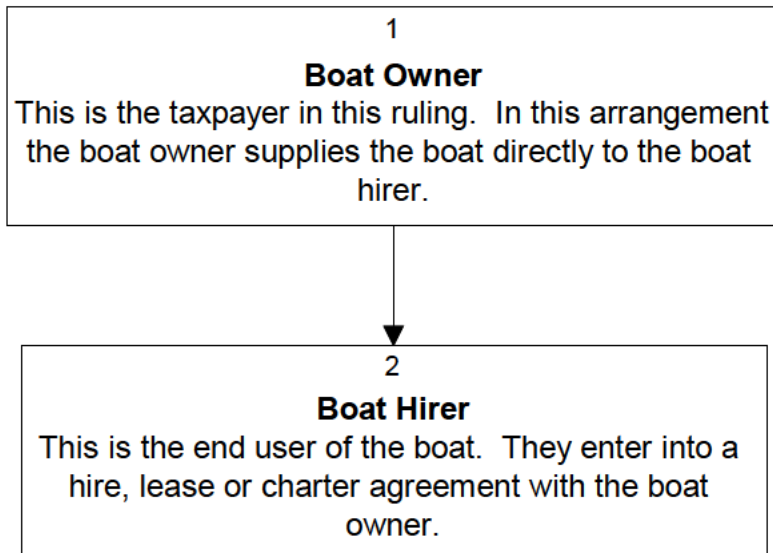 1
Boat Owner
This is the taxpayer in this ruling.  In this arrangement
the boat owner supplies the boat directly to the boat
hirer.
2
Boat Hirer
This is the end user of the boat.  They enter into a
hire, lease or charter agreement with the boat
owner.